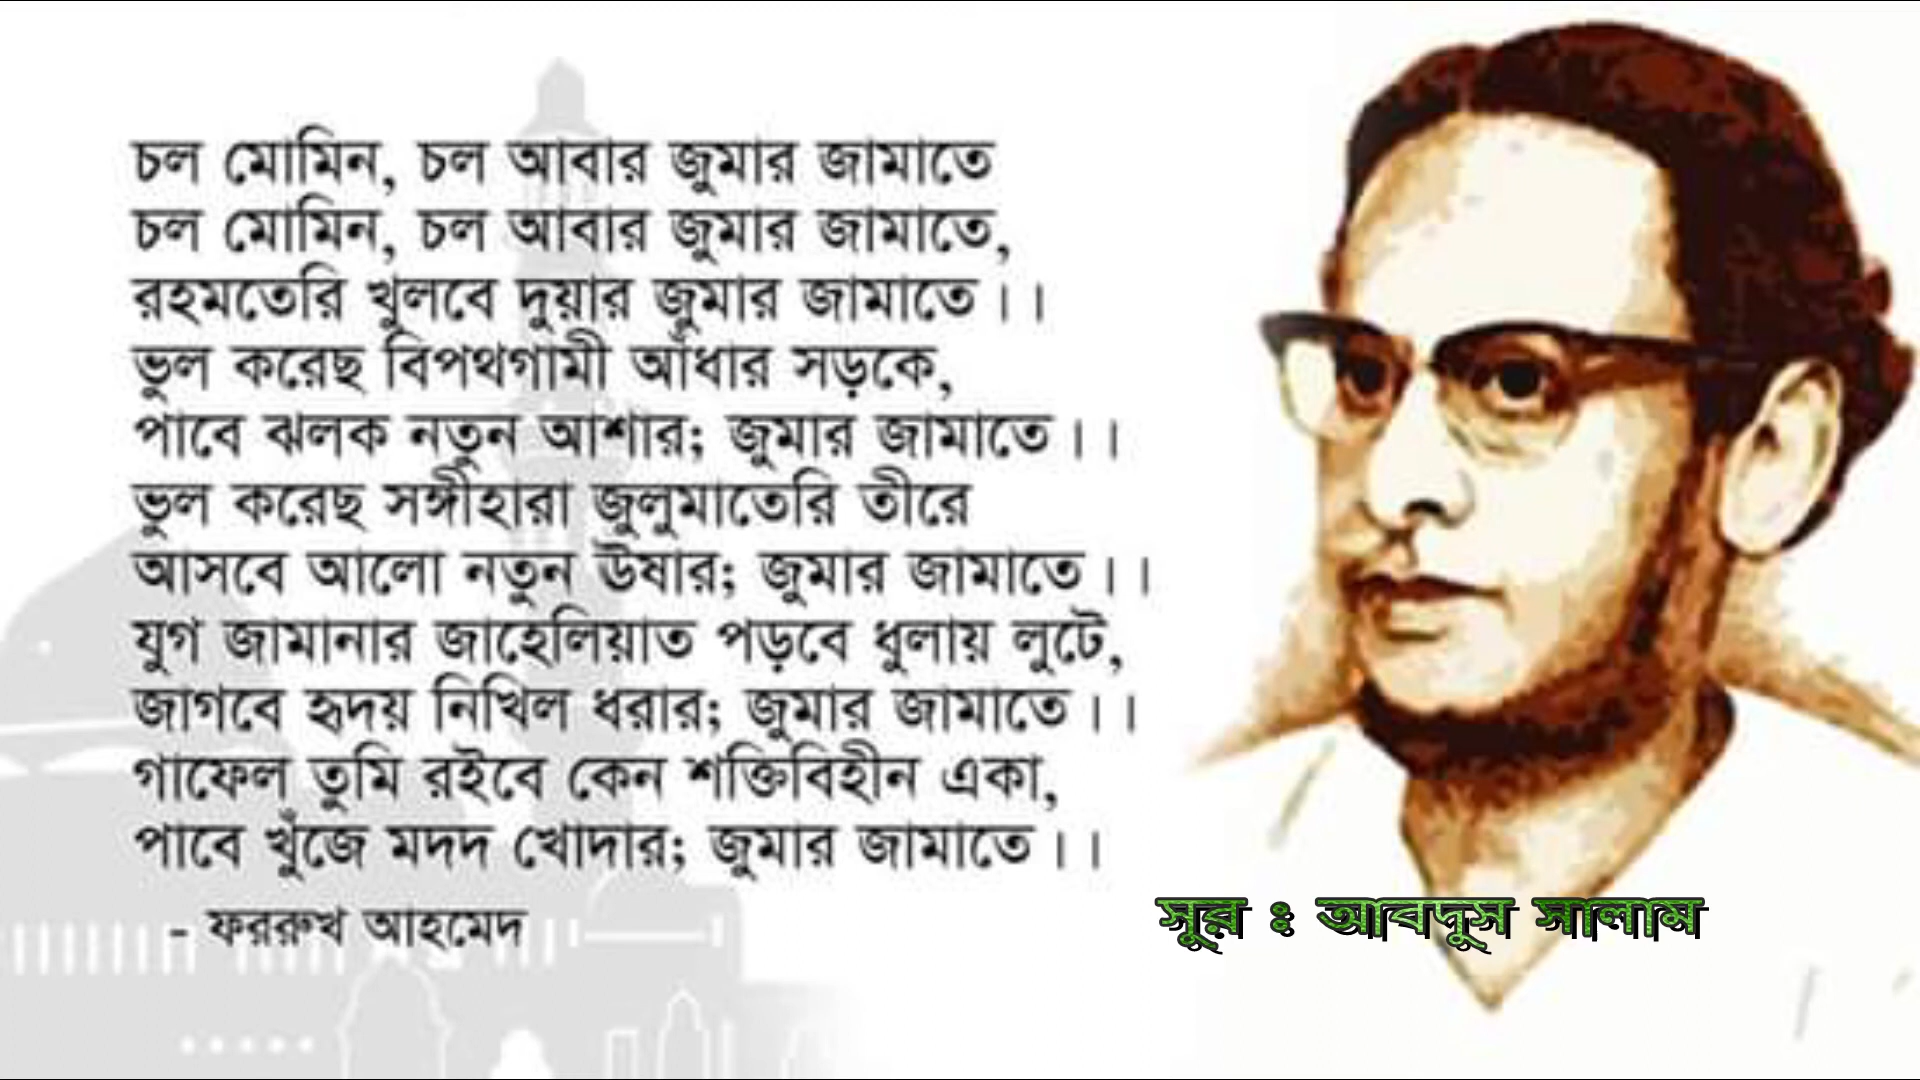 চল মোমিন, চল আবার জুমার জামাতে
চল মোমিন, চল আবার জুমার জামাতে,
রহমতেরি খুলবে দুয়ার জুমার জামাতে।।
ভুল করেছ বিপথগামী আঁধার সড়কে,
পাবে ঝলক নতুন আশার; জুমার জামাতে।।
ভুল করেছ সঙ্গীহারা জুলুমাতেরি তীরে
আসবে আলো নতুন ঊষার; জুমার জামাতে।।
যুগ জামানার জাহেলিয়াত পড়বে ধুলায় লুটে,
জাগবে হৃদয় নিখিল ধরার; জুমার জামাতে।।
গাফেল তুমি রইবে কেন শক্তিবিহীন একা,
পাবে খুঁজে মদদ খোদার; জুমার জামাতে।।
- ফররুখ আহমেদ
সুর ঃ আবদুস সালাম